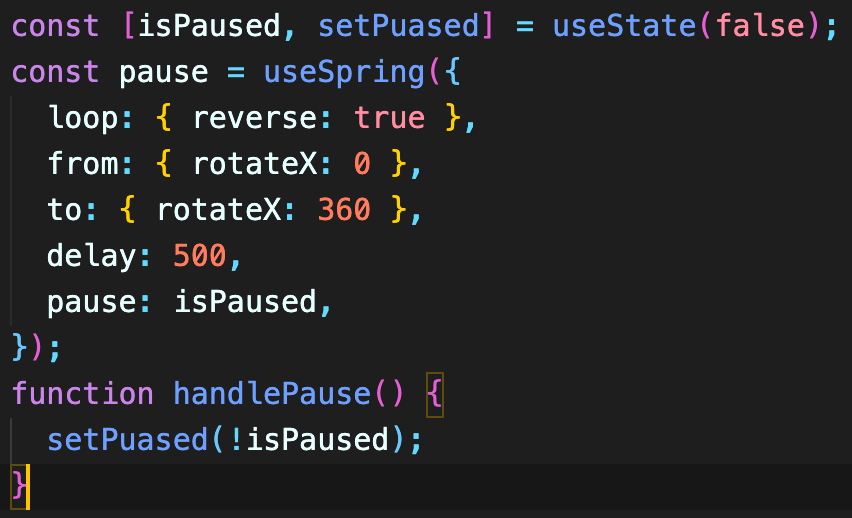 const [isPaused, setPuased] = useState(false);
const pause = useSpring({
  loop: { reverse: true },
  from: { rotateX: 0 },
  to: { rotateX: 360 },
  delay: 500,
  pause: isPaused,
});
function handlePause() {
  setPuased(!isPaused);
}